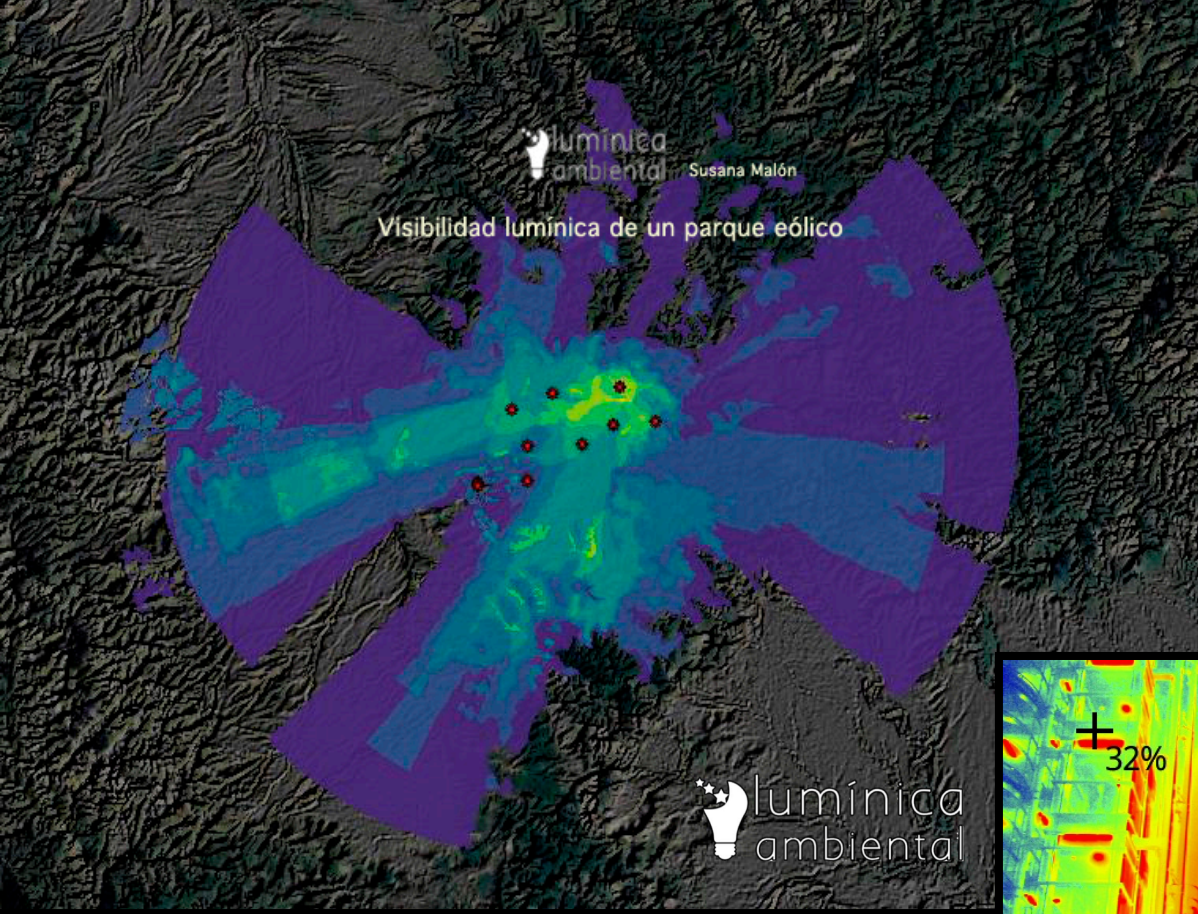 lumínica
ambiental
Susana Malón
Visibilidad lumínica de un parque eólico
32%
lumínica
ambiental